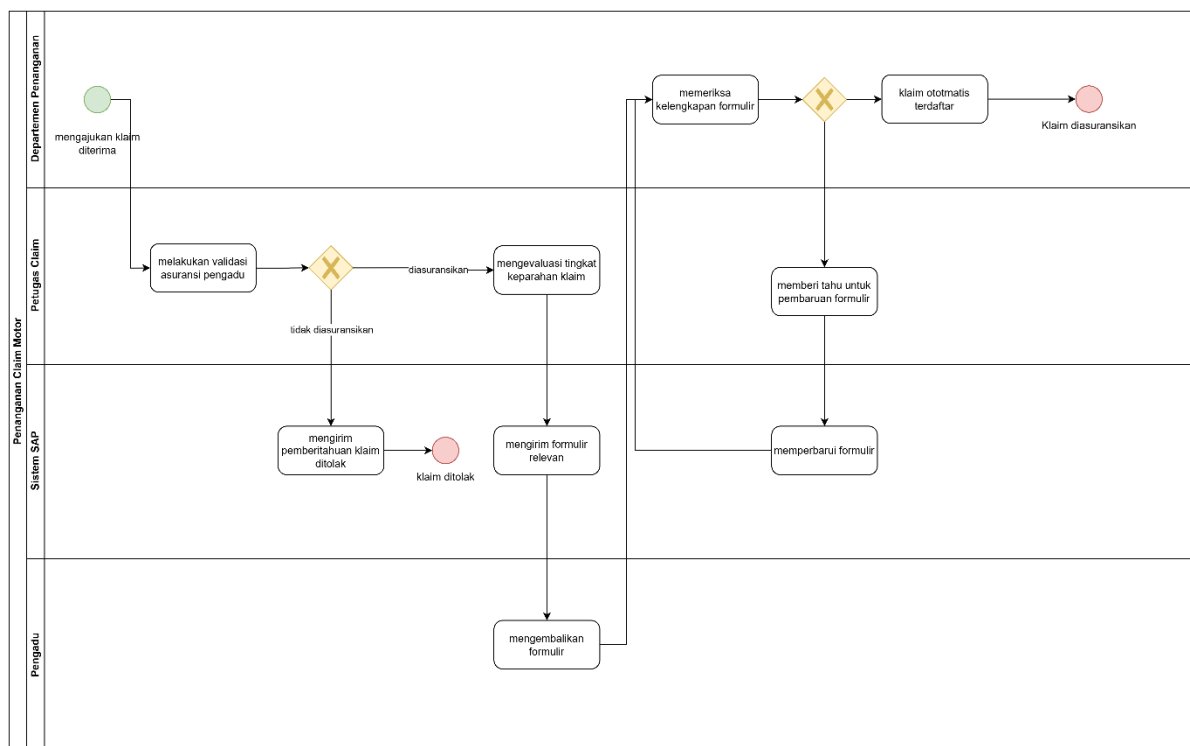 Penanganan Claim Motor
Departemen Penanganan
mengajukan klaim
diterima
memeriksa
kelengkapan formulir
klaim ototmatis
terdaftar
Klaim diasuransikan
Petugas Claim
melakukan validasi
asuransi pengadu
diasuransikan
mengevaluasi tingkat
keparahan klaim
tidak diasuransikan
memberi tahu untuk
pembaruan formulir
Sistem SAP
mengirim
pemberitahuan klaim
ditolak
klaim ditolak
mengirim formulir
relevan
memperbarui formulir
Pengadu
mengembalikan
formulir